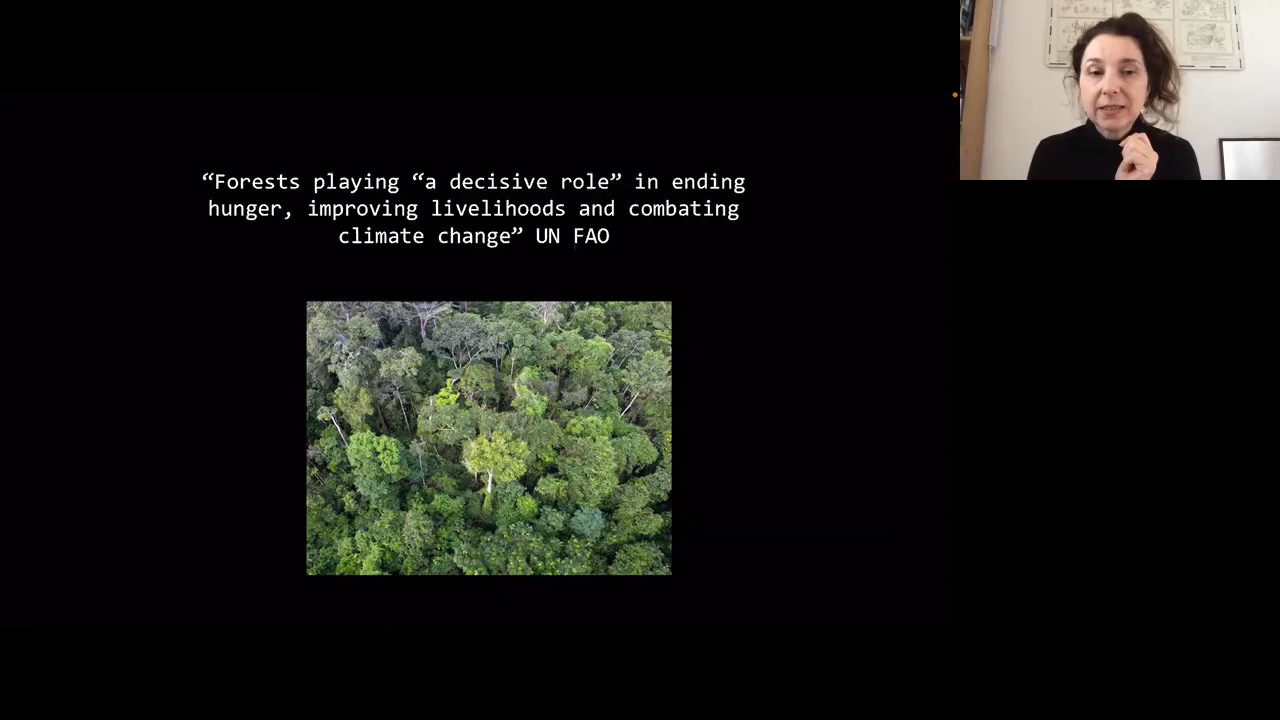 “Forests playing “a decisive role” in ending
hunger, improving livelihoods and combating
climate change” UN FAO